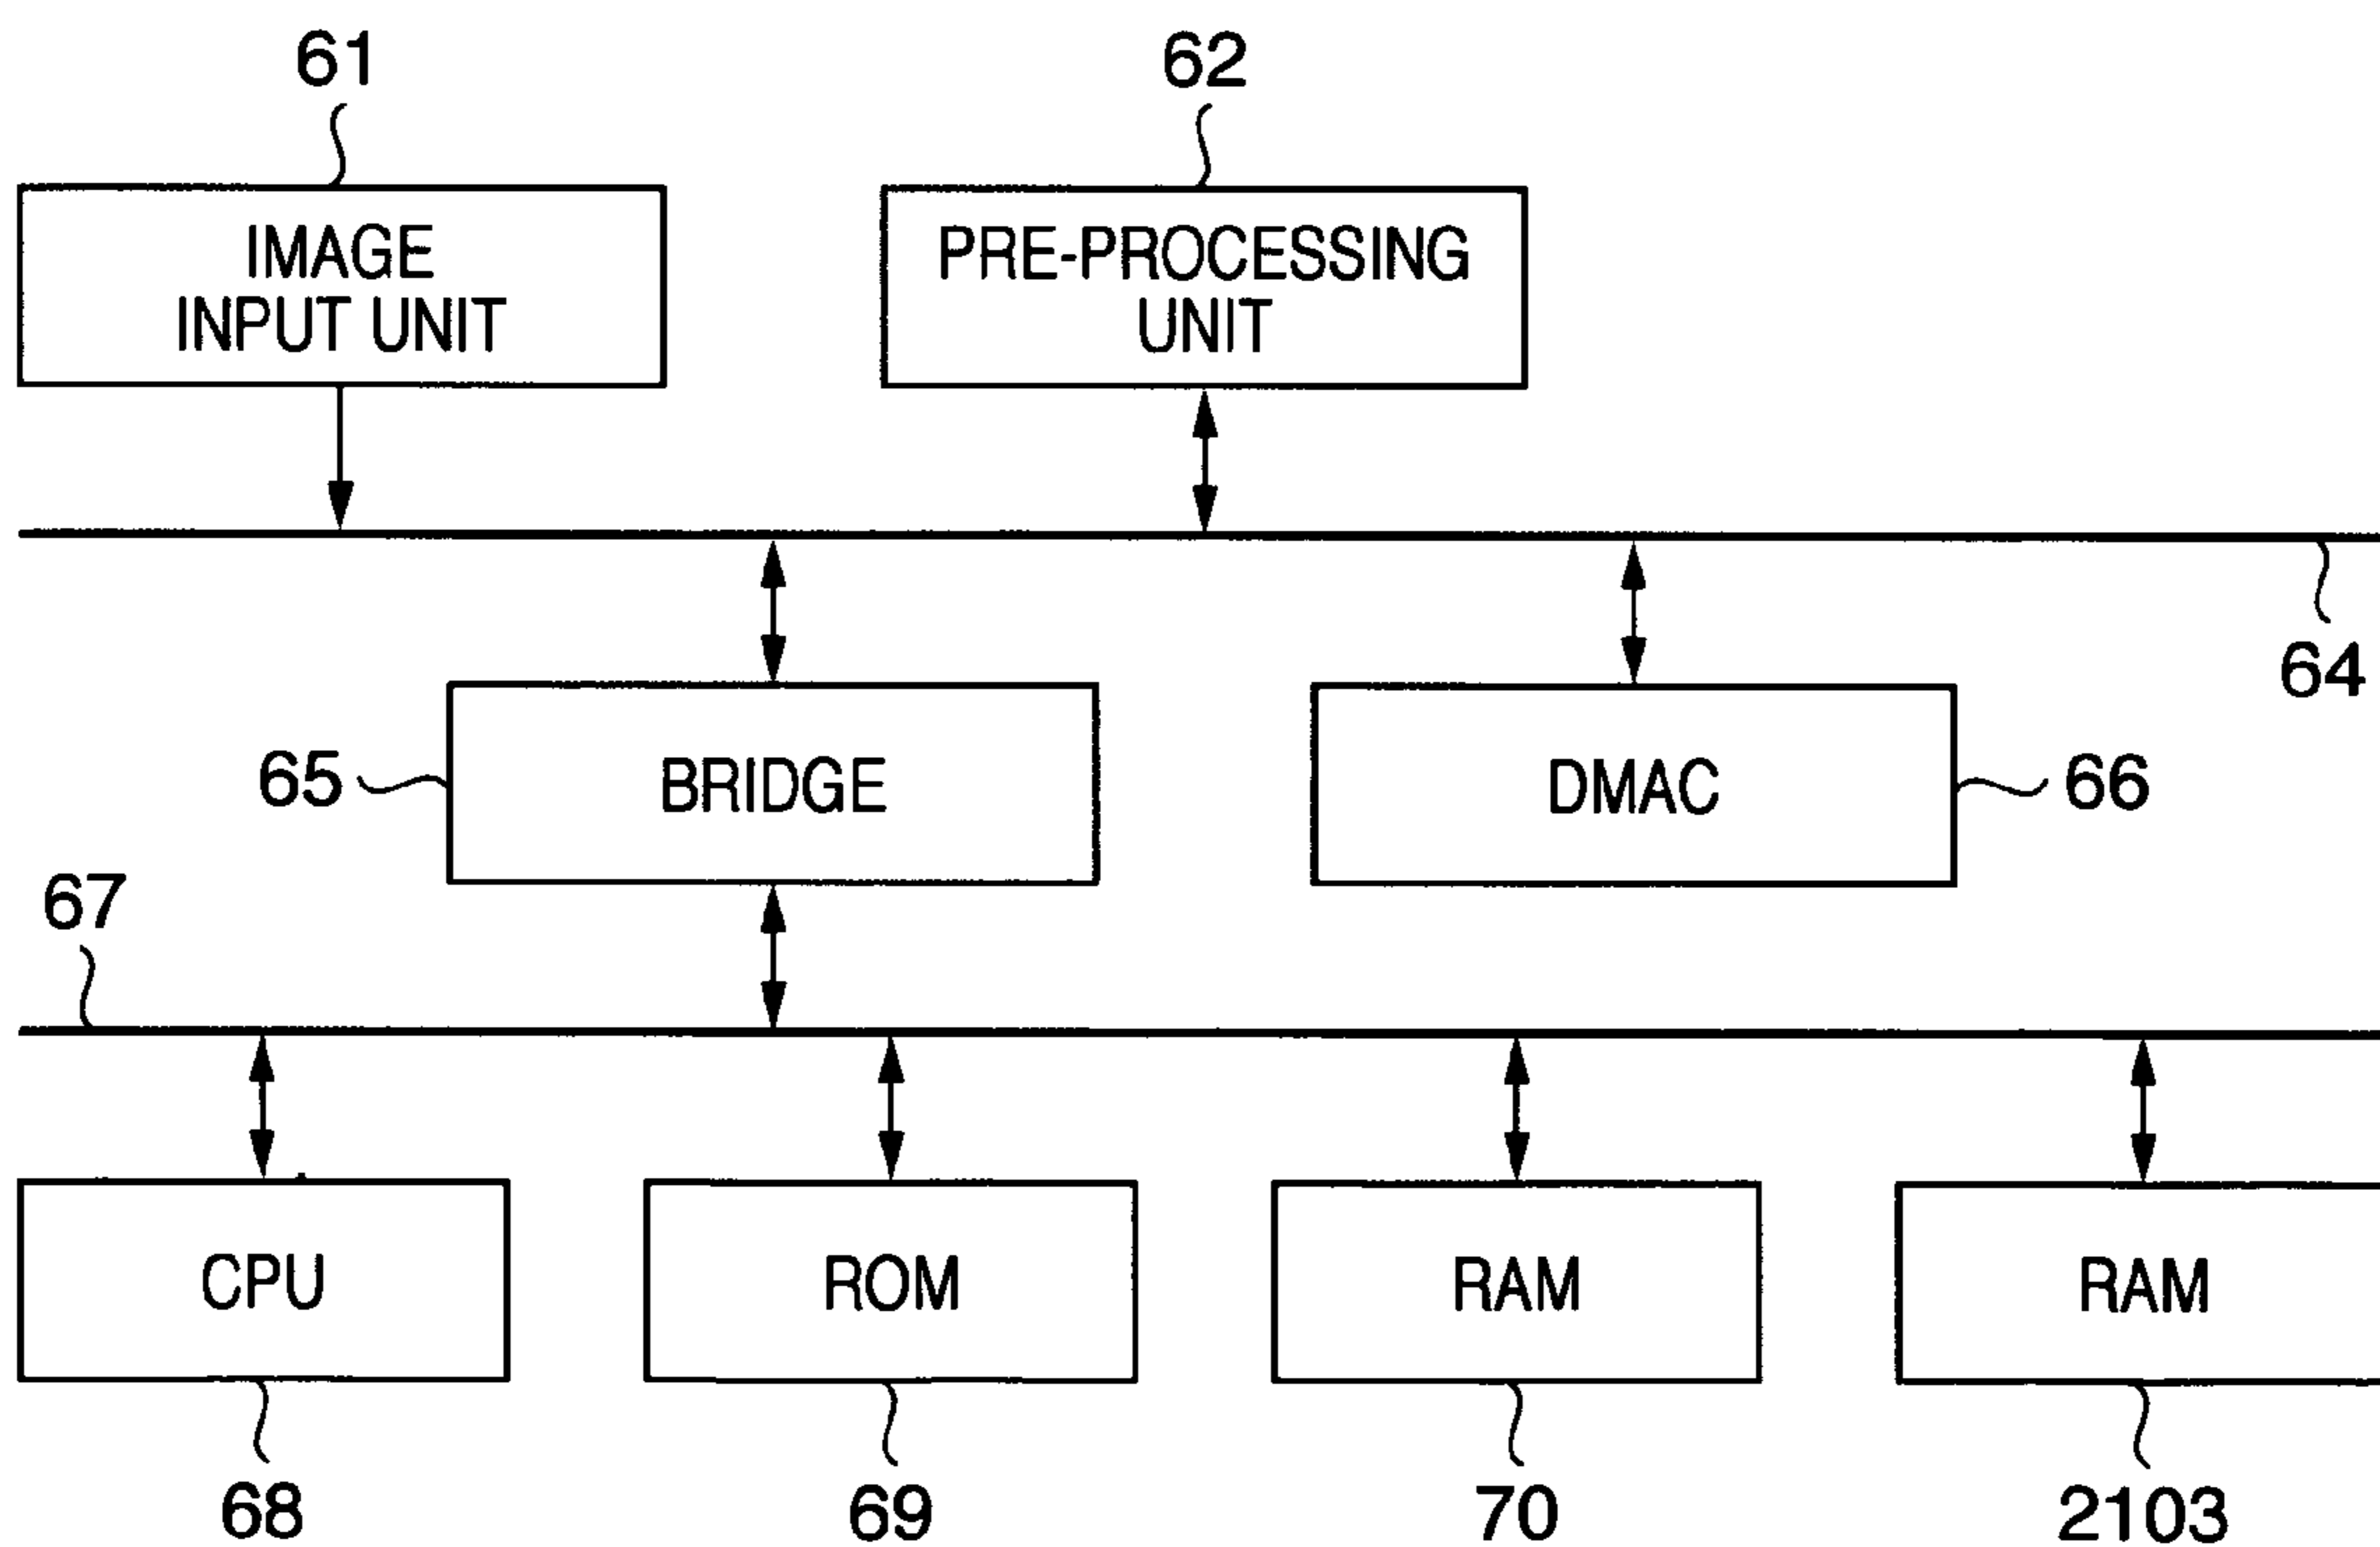 61
62
IMAGE
INPUT UNIT
PRE-PROCESSING
UNIT
64
65
BRIDGE
DMAC
66
67
CPU
ROM
RAM
RAM
68
69
70
2103